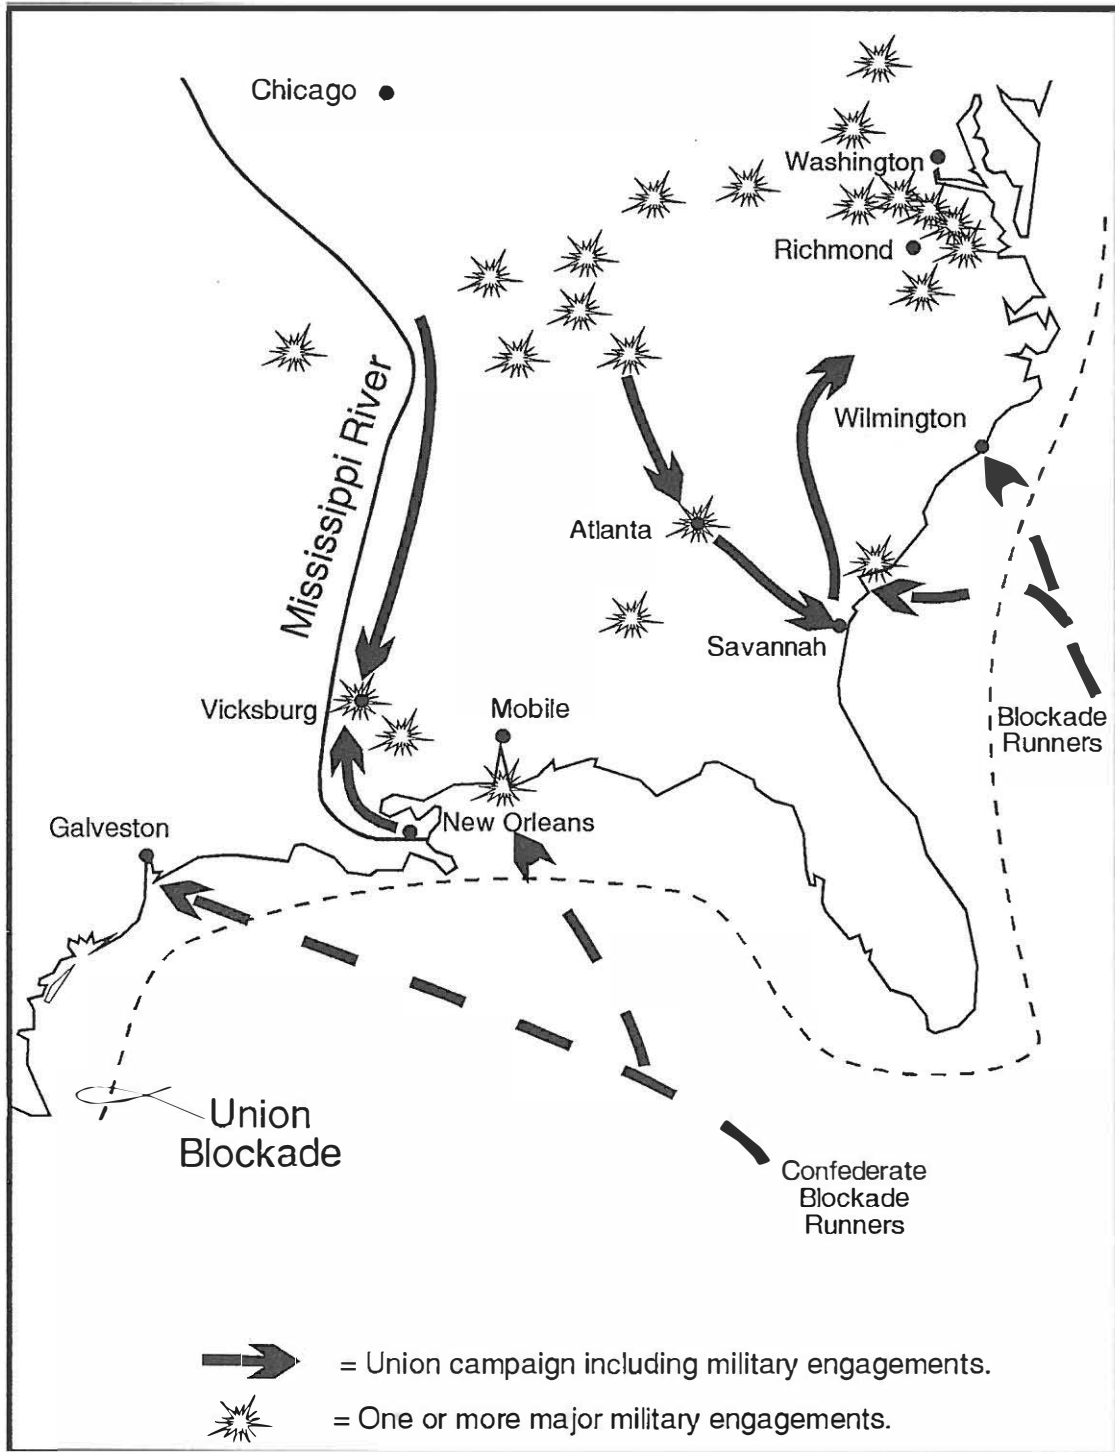 Chicago
Washington
Richmond
Mississippi River
Wilmington
Atlanta
Savannah
Vicksburg
Mobile
Blockade
Runners
New Orleans
Galveston
Union
Blockade
Confederate
Blockade
Runners
= Union campaign including military engagements.
= One or more major military engagements.